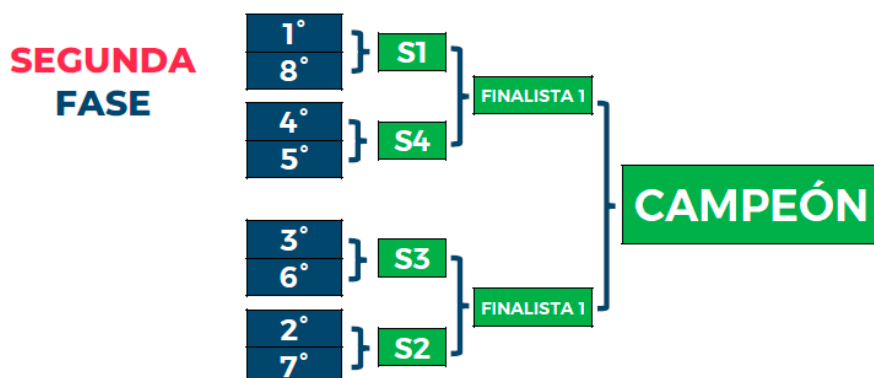 SEGUNDA
FASE
1°
8°
S1
4°
5°
S4
FINALISTA 1
3°
6°
S3
2°
7°
S2
FINALISTA 1
CAMPEÓN